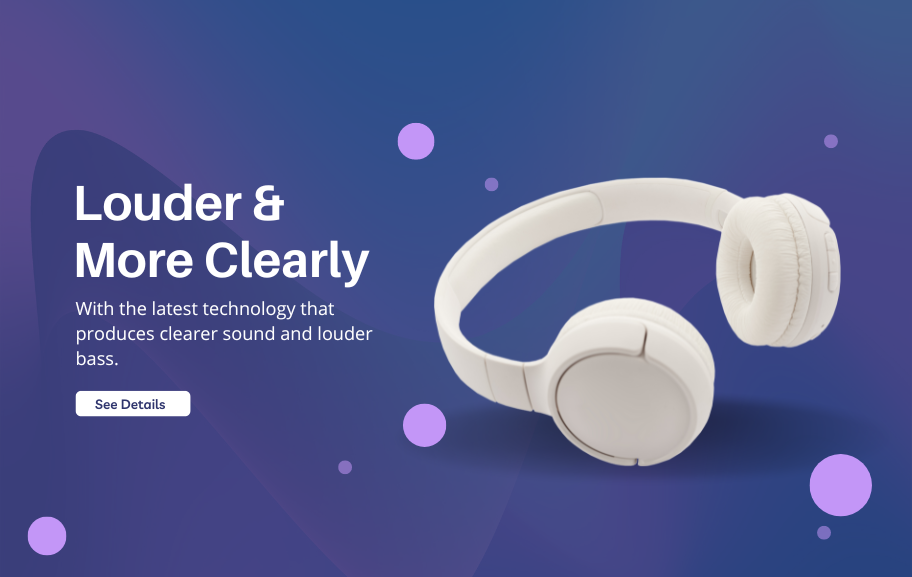 Louder &
More Clearly
With the latest technology that
produces clearer sound and louder
bass.
See Details